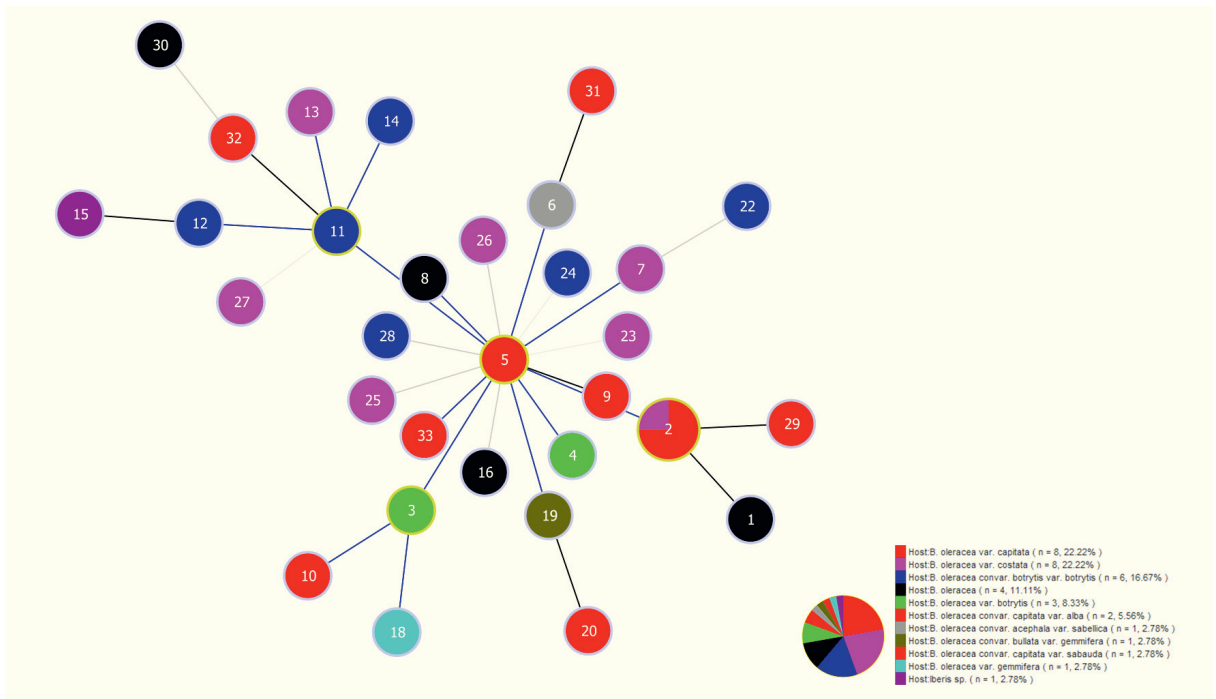 30
31
13
14
32
15
12
11
6
22
26
24
7
8
27
28
5
23
25
9
33
2
29
4
16
3
19
1
10
18
20
Host:B. oleracea var. capitata ( n = 8, 22.22% )
Host:B. oleracea var. costata ( n = 8, 22.22% )
Host:B. oleracea convar. botrytis var. botrytis ( n = 6, 16.67% )
Host:B. oleracea ( n = 4, 11.11% )
Host:B. oleracea var. botrytis ( n = 3, 8.33% )
Host:B. oleracea convar. capitata var. alba ( n = 2, 5.56% )
Host:B. oleracea convar. acephala var. sabellica ( n = 1, 2.78% )
Host:B. oleracea convar. bullata var. gemmifera ( n = 1, 2.78% )
Host:B. oleracea convar. capitata var. sabauda ( n = 1, 2.78% )
Host:B. oleracea var. gemmifera ( n = 1, 2.78% )
Host:Iberis sp. ( n = 1, 2.78% )